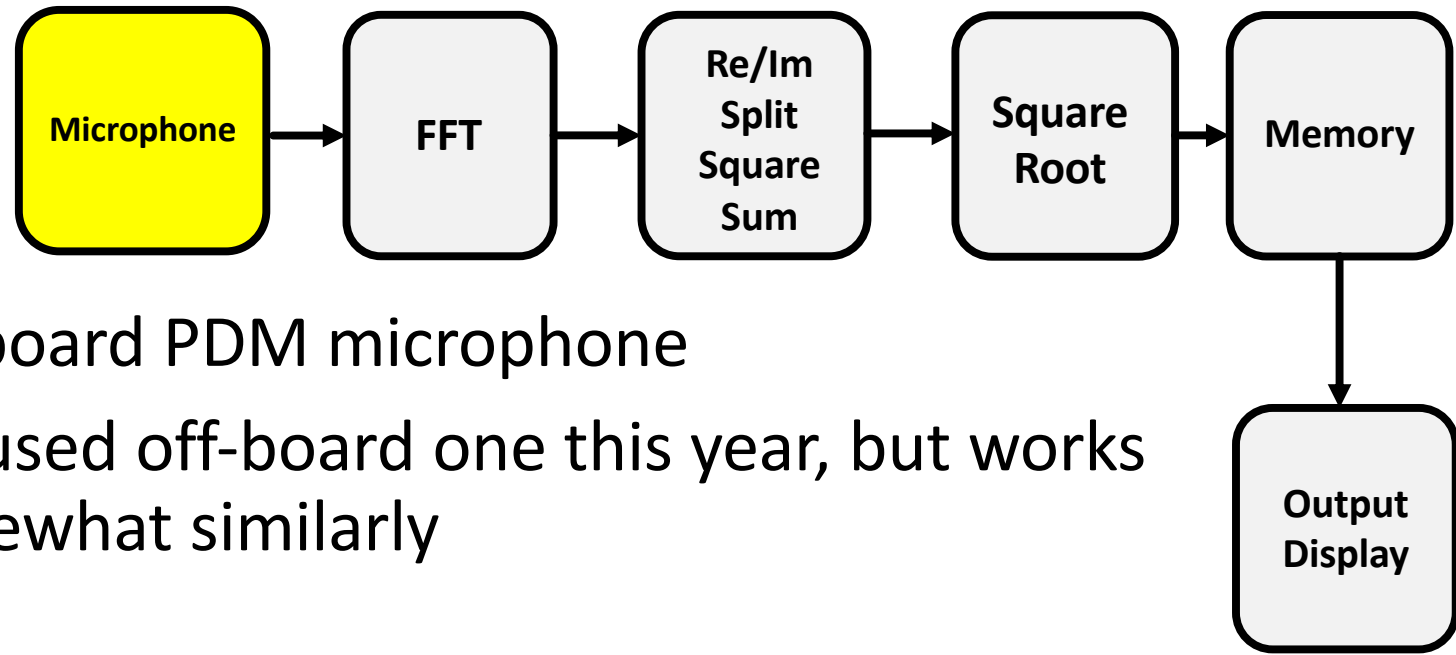 Microphone
FFT
Re/Im
Split
Square
Sum
Square
Root
Memory
board PDM microphone
used off-board one this year, but works
ewhat similarly
Output
Display